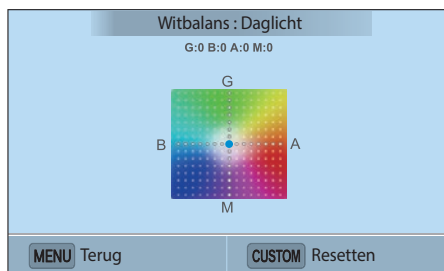 Witbalans : Daglicht
G:0 B:0 A:0 M:0
G
B A
M
MENU Terug CUSTOM Resetten